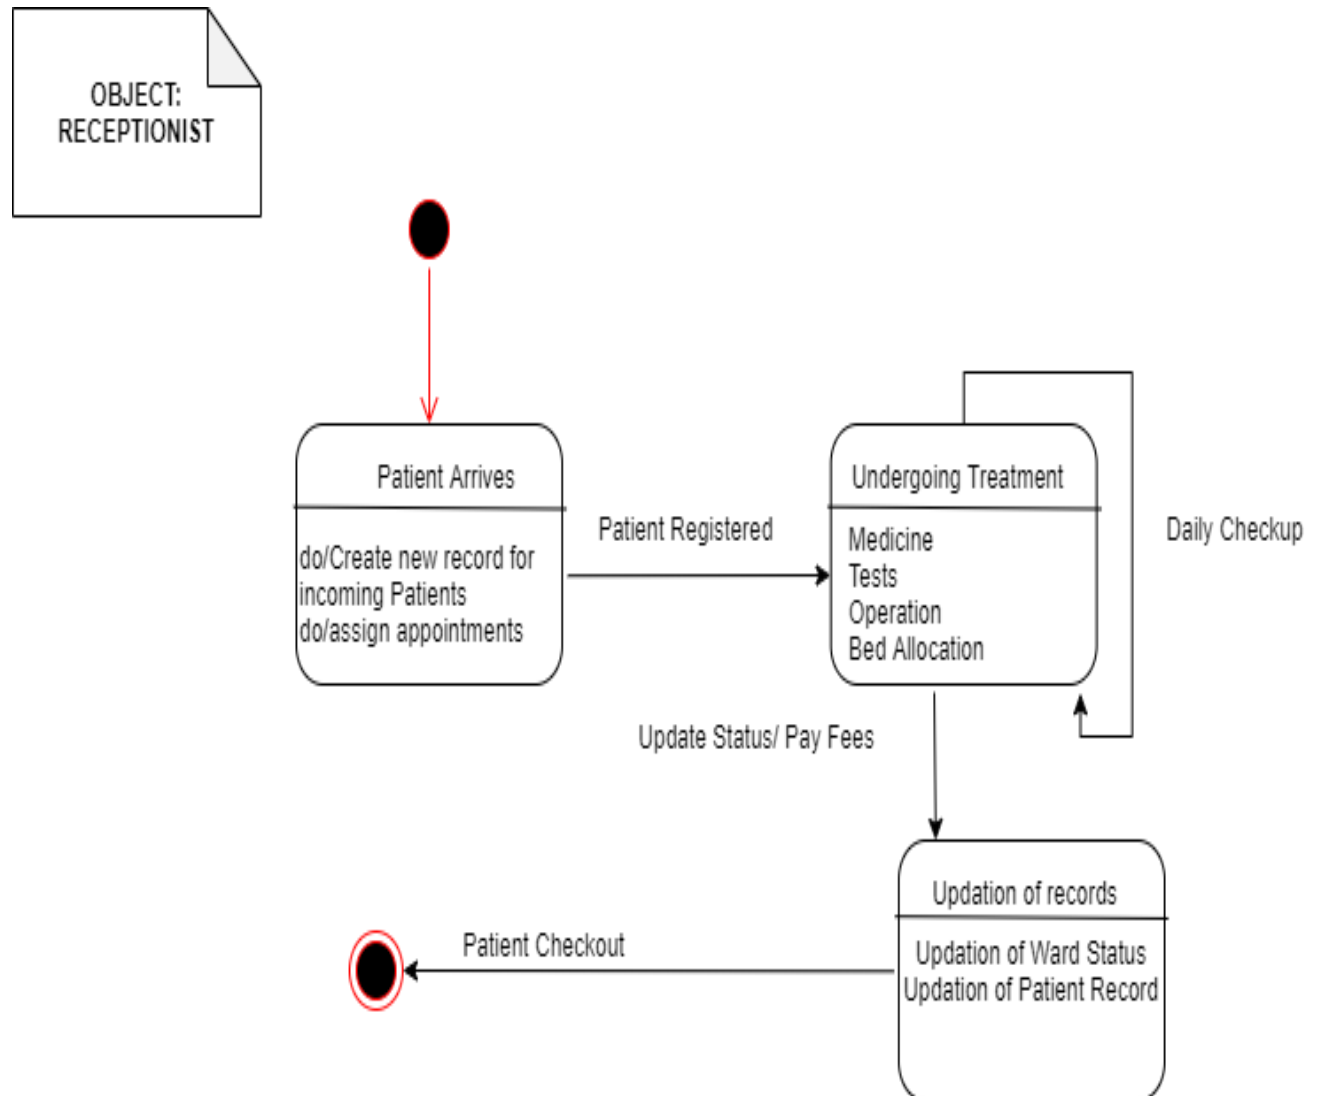 OBJECT:
RECEPTIONIST
Patient Arrives
do/Create new record for
incoming Patients
do/assign appointments
Patient Registered
Undergoing Treatment
Medicine
Tests
Operation
Bed Allocation
Daily Checkup
Update Status/ Pay Fees
Updation of records
Updation of Ward Status
Updation of Patient Record
Patient Checkout